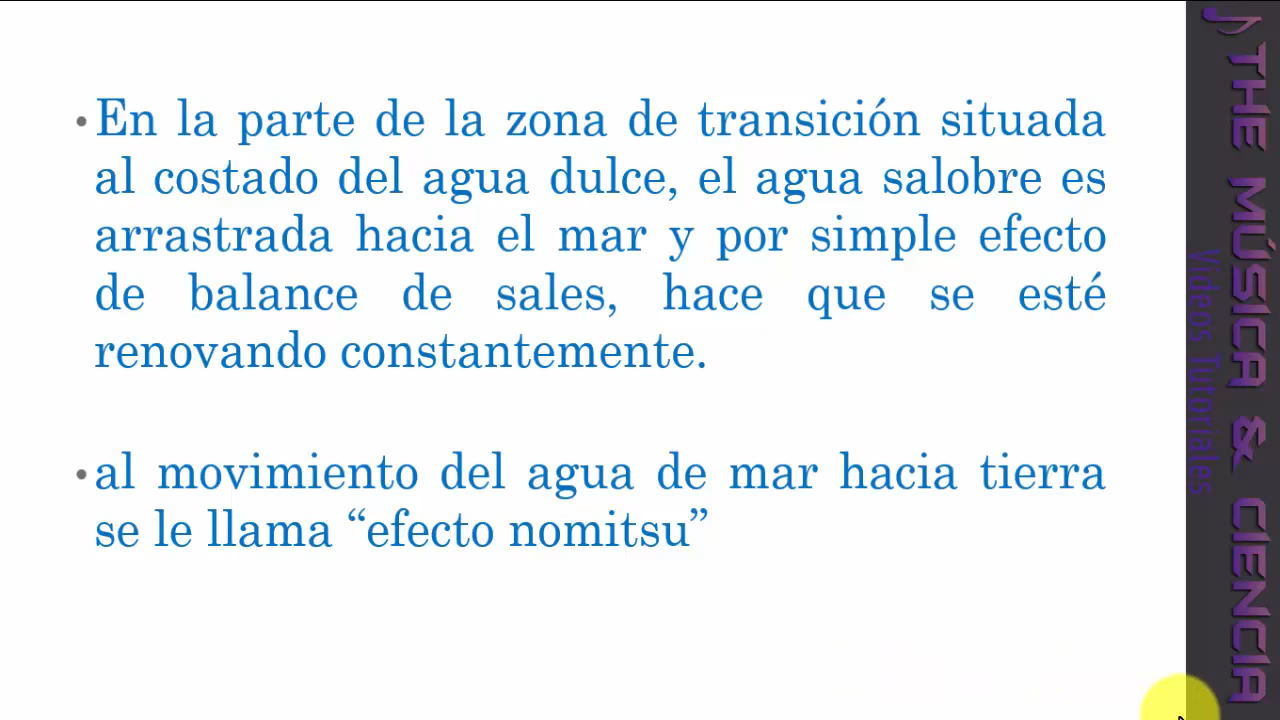 • En la parte de la zona de transición situada
al costado del agua dulce, el agua salobre es
arrastrada hacia el mar y por simple efecto
de balance de sales, hace que se esté
renovando constantemente.
• al movimiento del agua de mar hacia tierra
se le llama “efecto nomitsu”
THE MÚSICA & CIENCIA
Videos Tutoriales